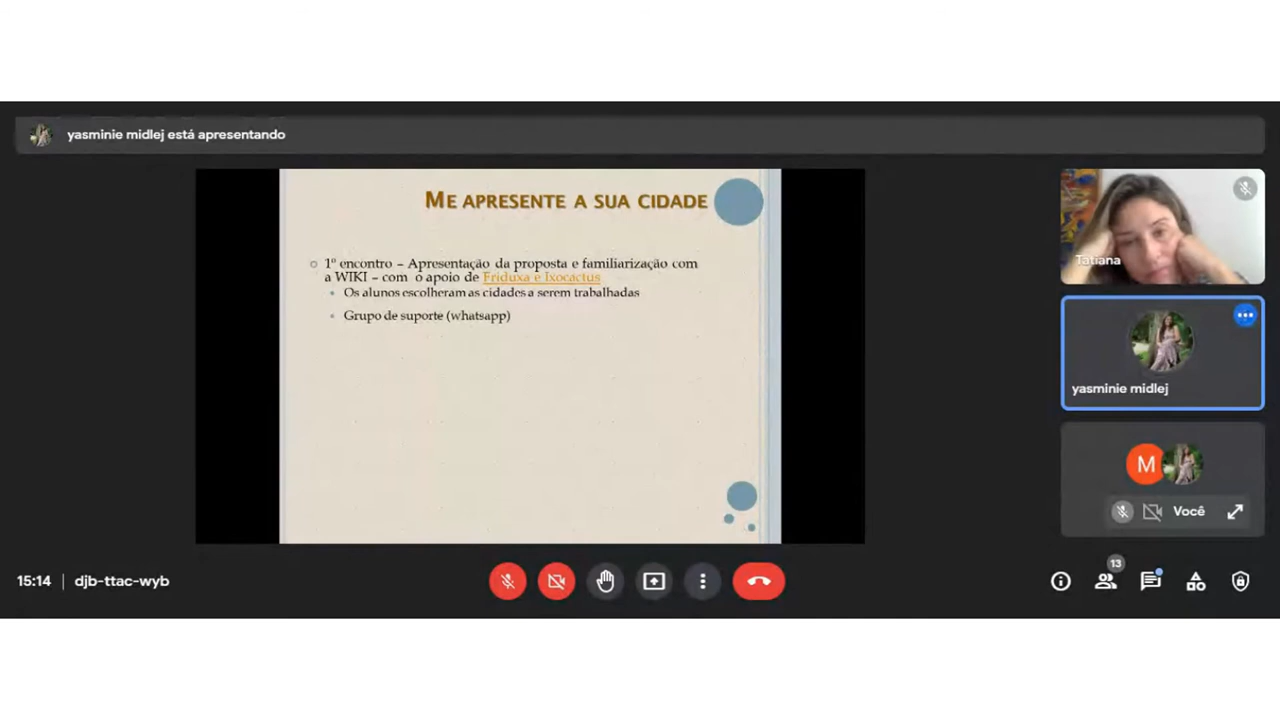 yasminie midlej está apresentando
ME APRESENTE A SUA CIDADE
1º encontro – Apresentação da proposta e familiarização com
a WIKI – com o apoio de Friduxa e Ixocactus
Os alunos escolheram as cidades a serem trabalhadas
Grupo de suporte (whatsapp)
Tatiana
yasminie midlej
M
Você
15:14 | djb-ttac-wyb
13